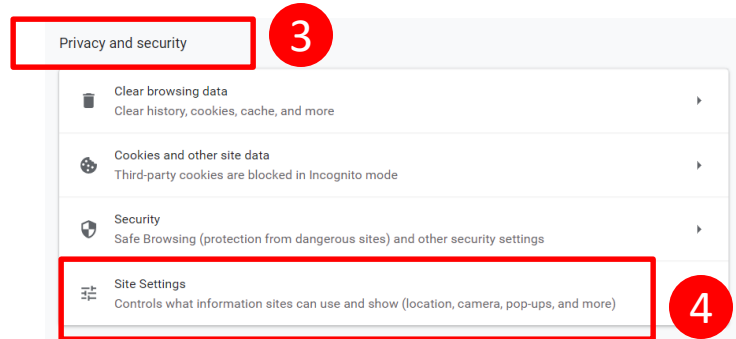 Privacy and security
3
Clear browsing data
Clear history, cookies, cache, and more
Cookies and other site data
Third-party cookies are blocked in Incognito mode
Security
Safe Browsing (protection from dangerous sites) and other security settings
Site Settings
Controls what information sites can use and show (location, camera, pop-ups, and more)
4